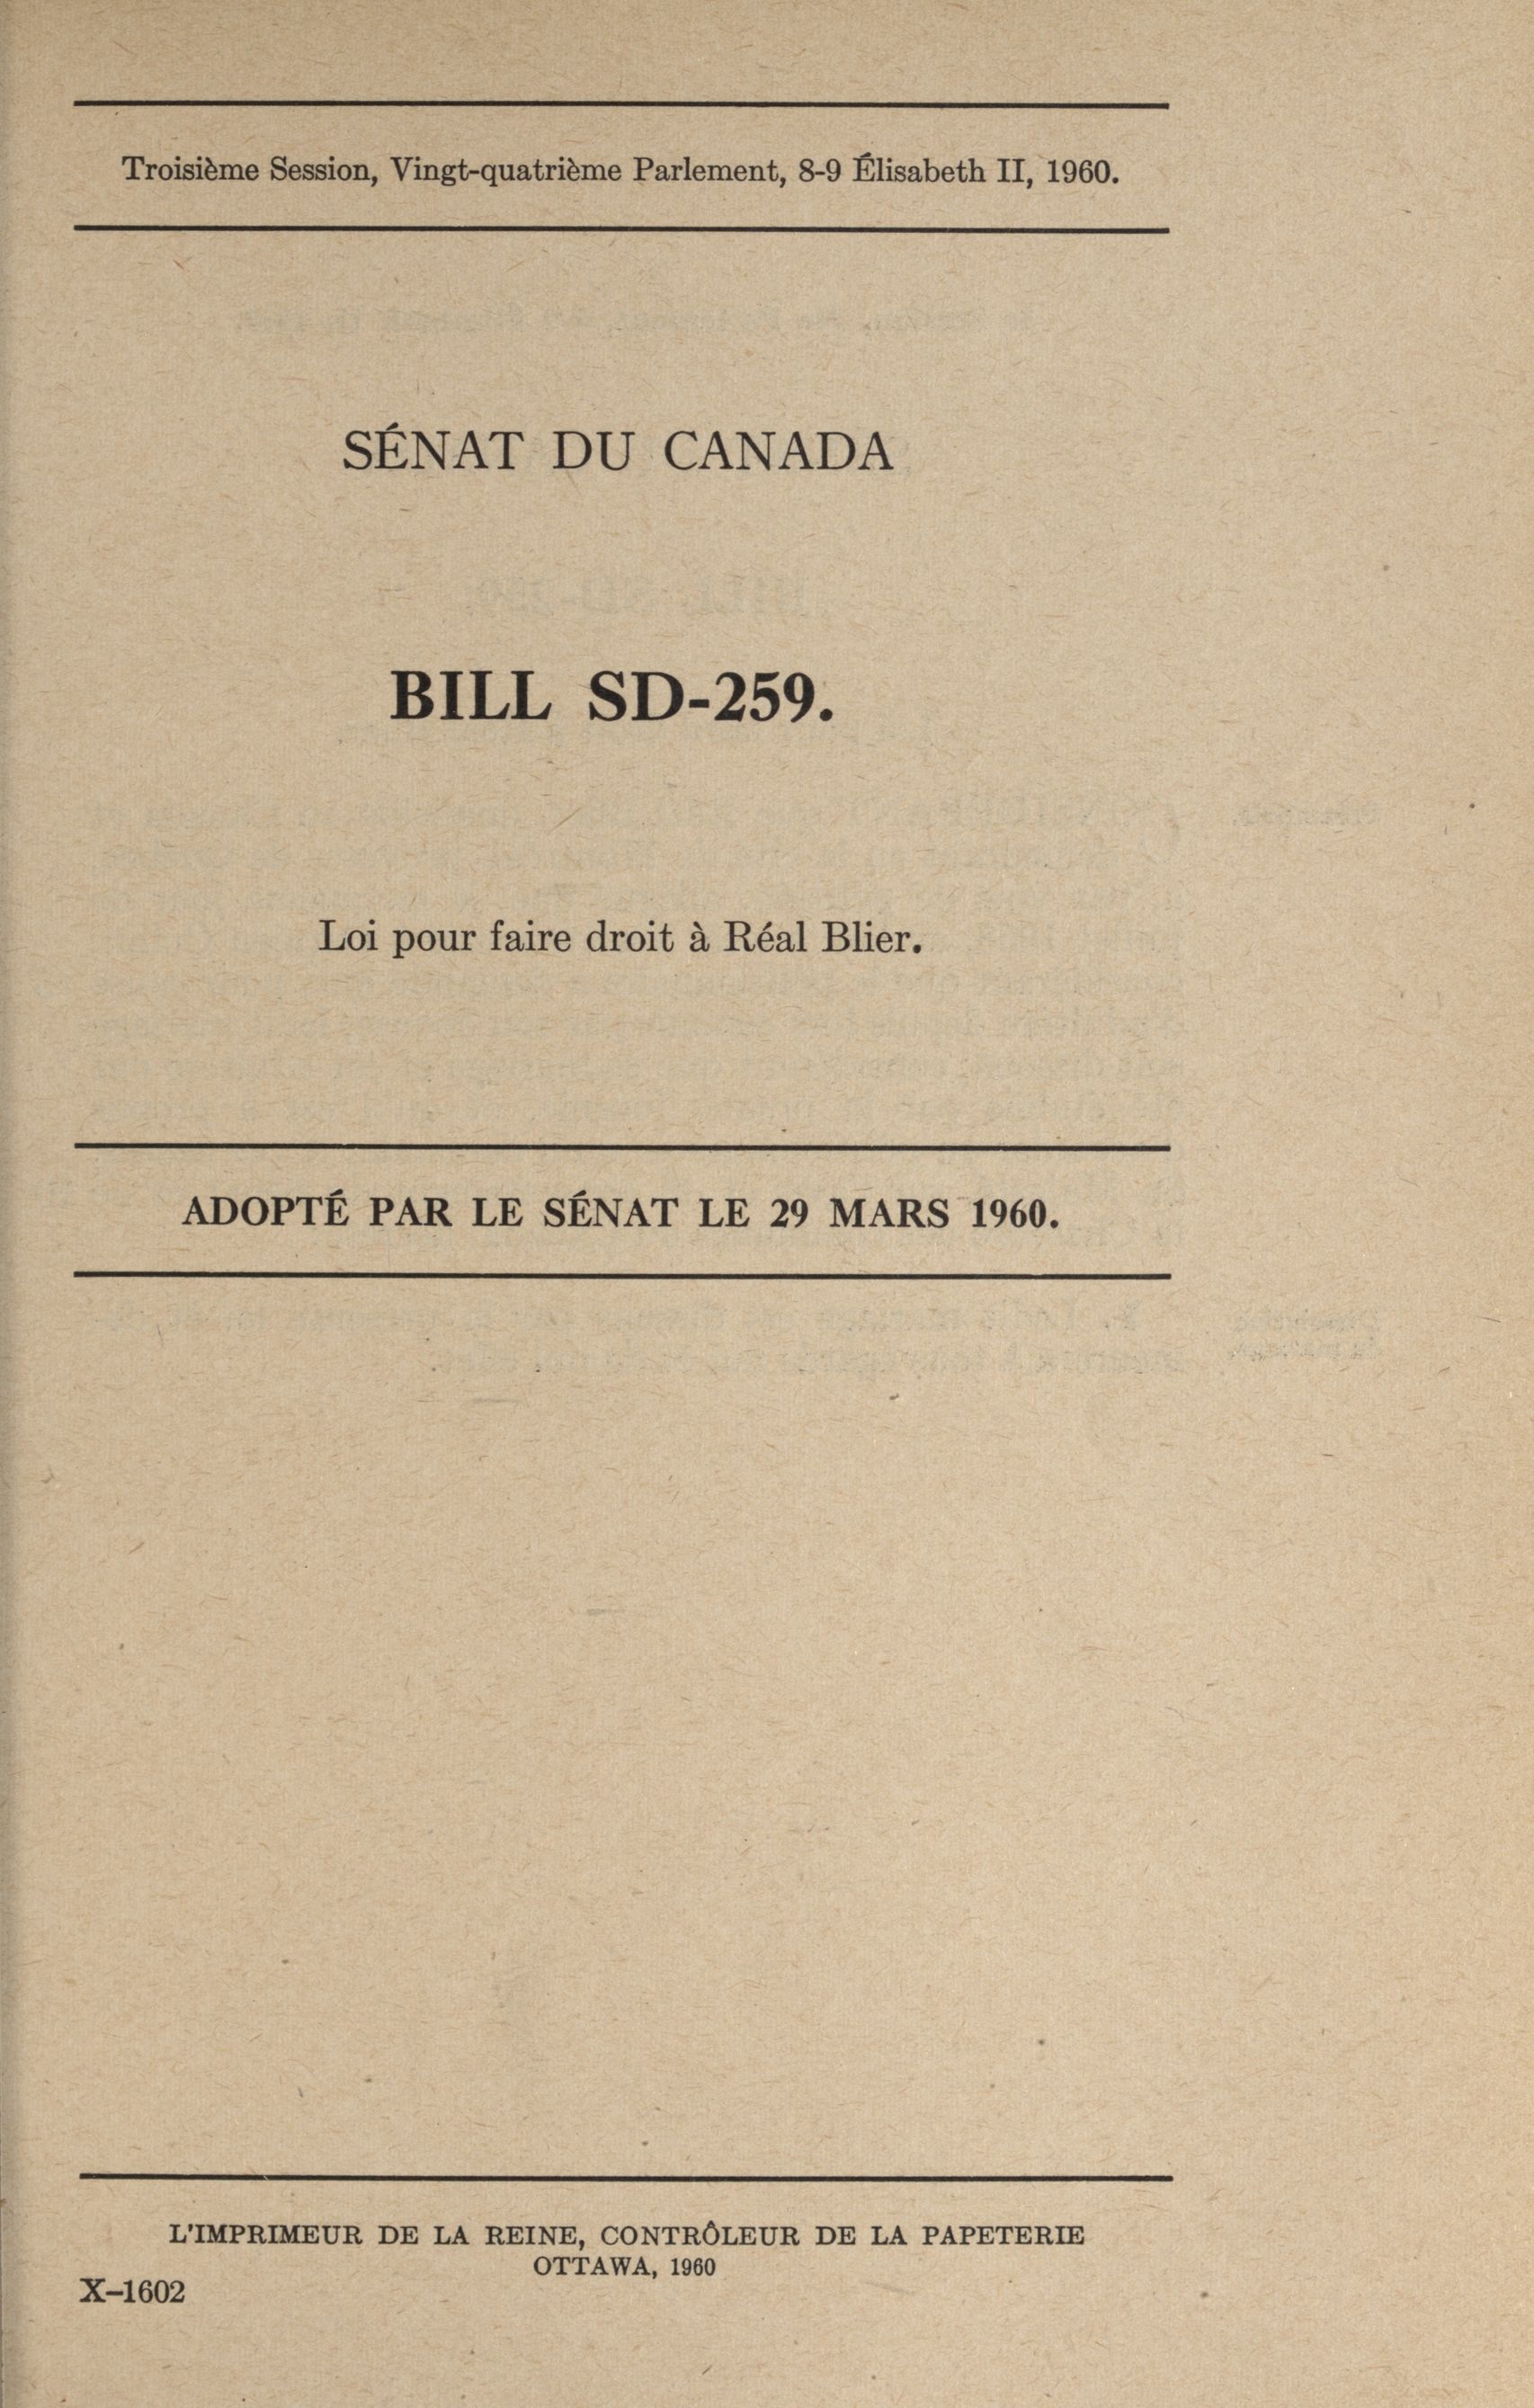 Troisième Session, Vingt-quatrième Parlement, 8-9 Élisabeth II, 1960.
SÉNAT DU CANADA
BILL SD-259.
Loi pour faire droit à Réal Blier.
ADOPTÉ PAR LE SÉNAT LE 29 MARS 1960.
L'IMPRIMEUR DE LA REINE, CONTRÔLEUR DE LA PAPETERIE
OTTAWA, 1960
X–1602